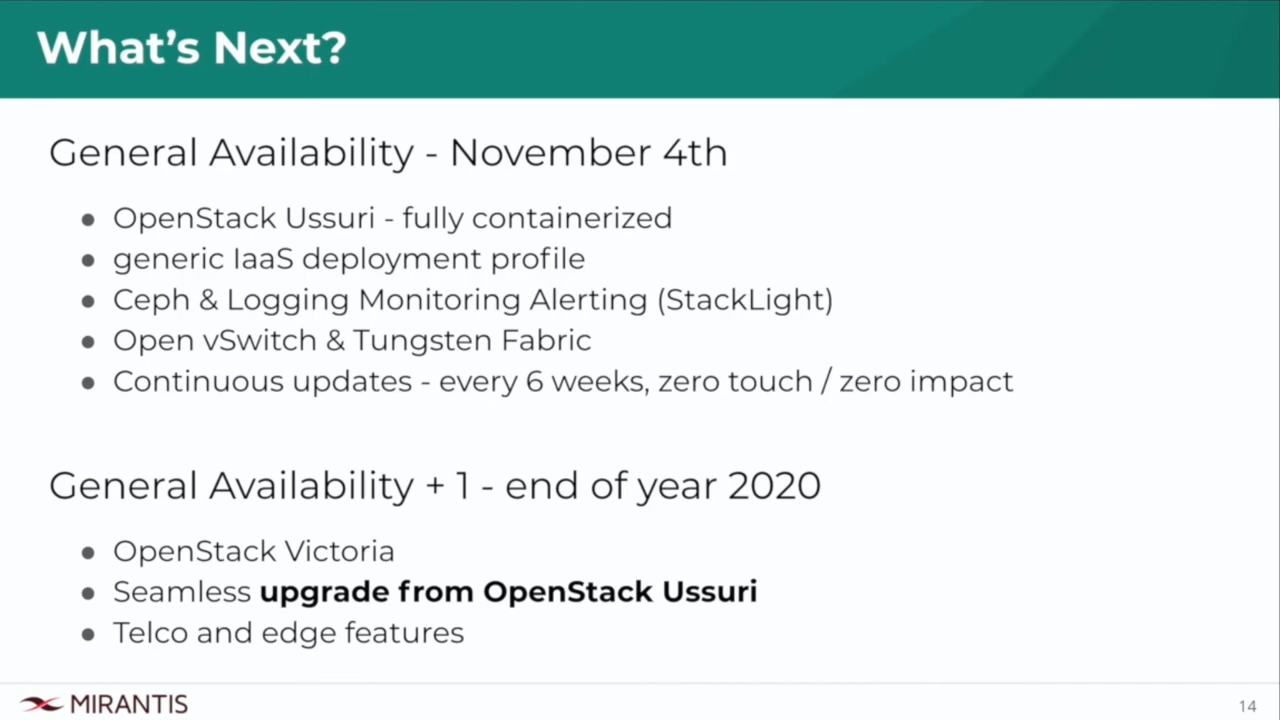 What's Next?
General Availability - November 4th
● OpenStack Ussuri - fully containerized
● generic IaaS deployment profile
● Ceph & Logging Monitoring Alerting (StackLight)
● Open vSwitch & Tungsten Fabric
● Continuous updates - every 6 weeks, zero touch / zero impact
General Availability + 1 - end of year 2020
● OpenStack Victoria
● Seamless upgrade from OpenStack Ussuri
● Telco and edge features
MIRANTIS
14